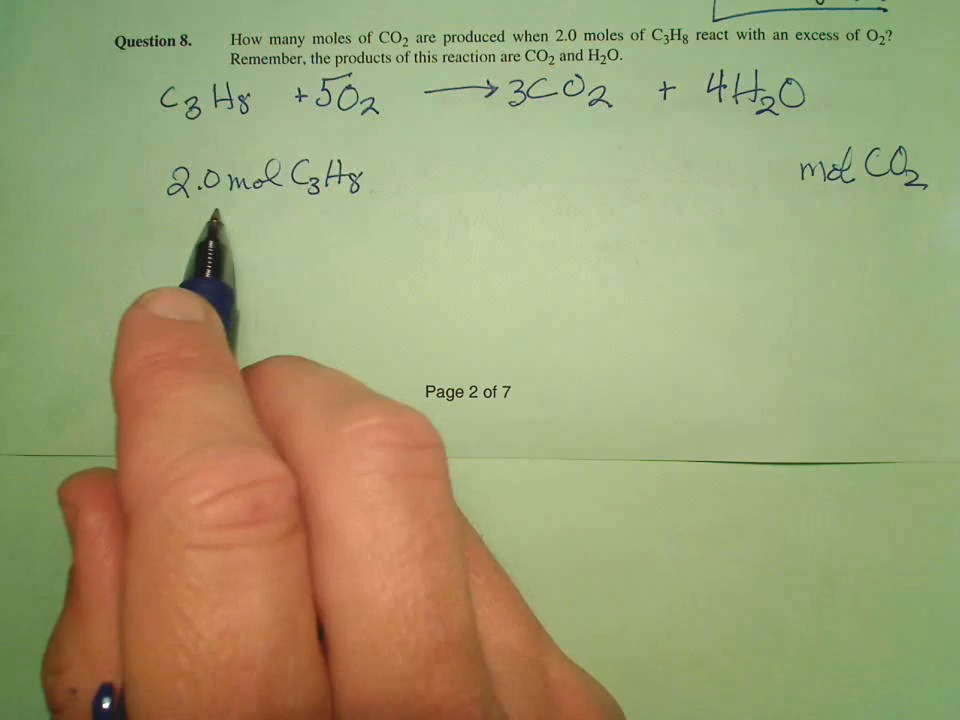 Question 8. How many moles of CO₂ are produced when 2.0 moles of C₃H₈ react with an excess of O₂?
Remember, the products of this reaction are CO₂ and H₂O.
C₃H₈ + 5O₂ ⟶ 3CO₂ + 4H₂O
2.0 mol C₃H₈ mol CO₂
Page 2 of 7